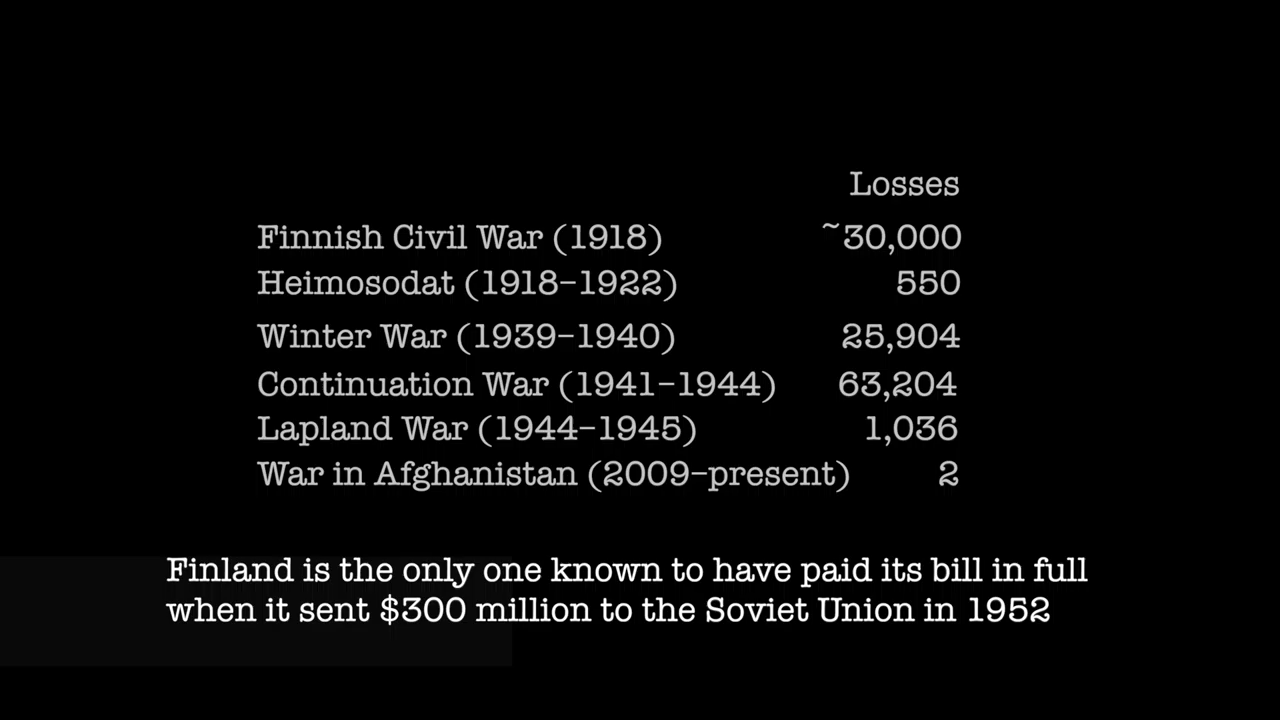 Losses
Finnish Civil War (1918) ~30,000
Heimosodat (1918–1922) 550
Winter War (1939–1940) 25,904
Continuation War (1941–1944) 63,204
Lapland War (1944–1945) 1,036
War in Afghanistan (2009–present) 2
Finland is the only one known to have paid its bill in full
when it sent $300 million to the Soviet Union in 1952